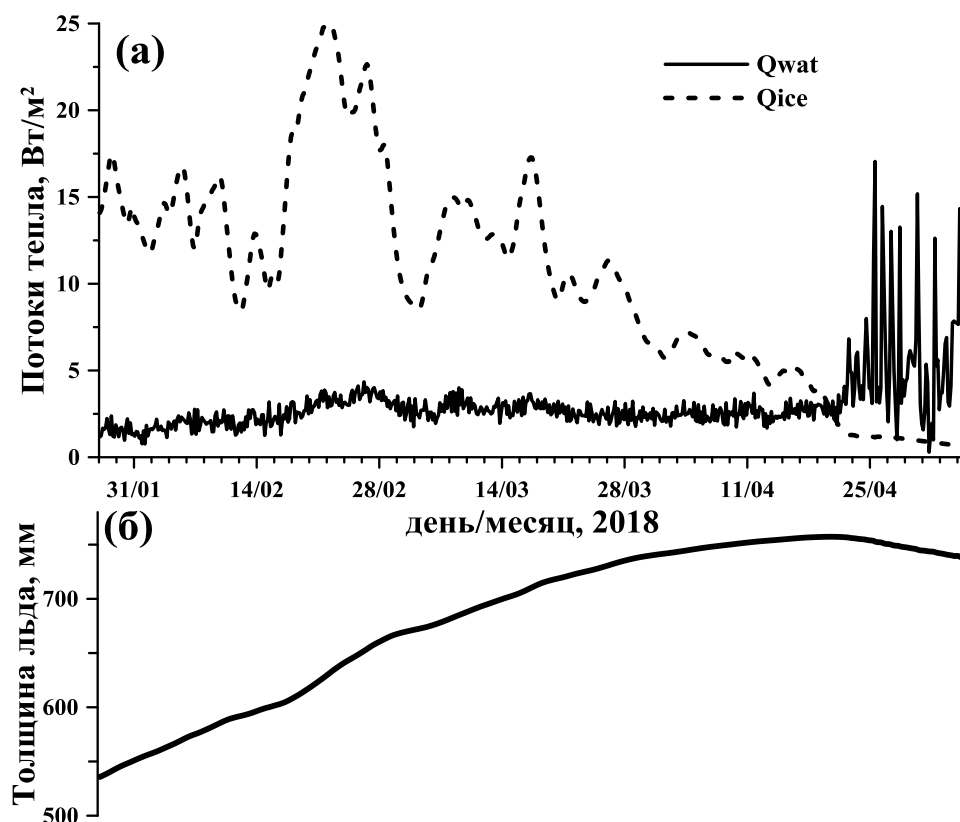 (а)
Потоки тепла, Вт/м²
25
20
15
10
5
0
Qwat
Qice
31/01 14/02 28/02 14/03 28/03 11/04 25/04
день/месяц, 2018
(б)
Толщина льда, мм
700
600
500